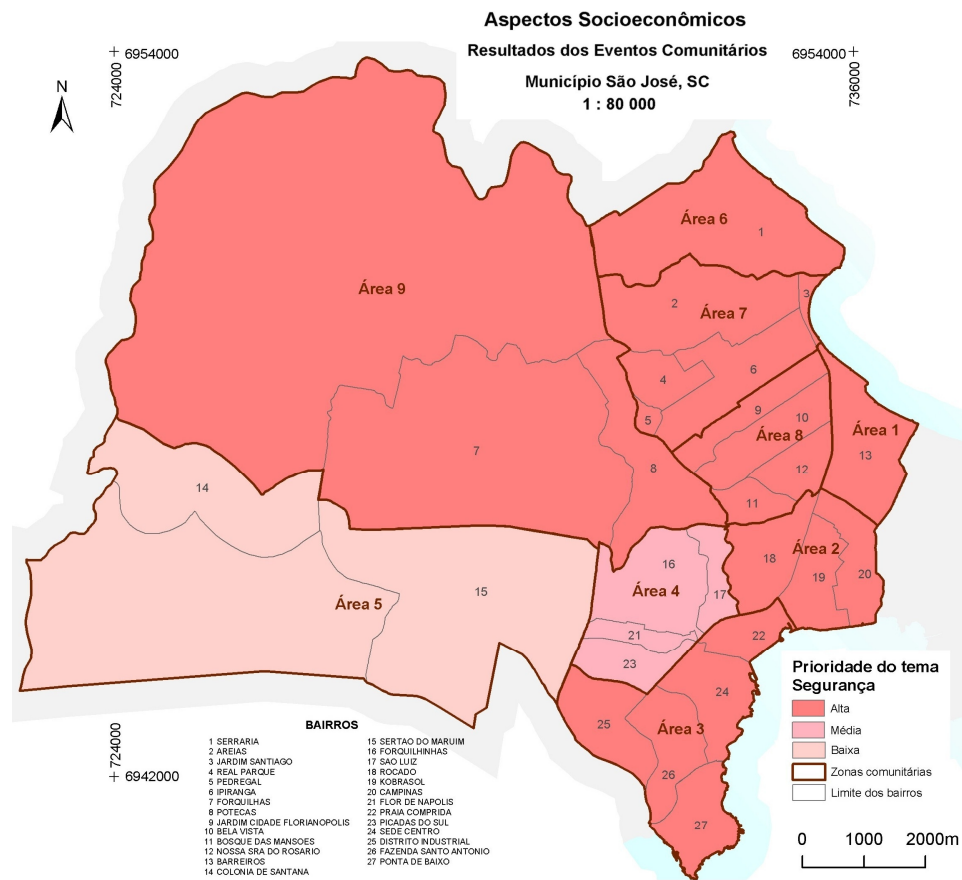 Aspectos Socioeconômicos
Resultados dos Eventos Comunitários
Município São José, SC
1 : 80 000
6954000
724000
6954000
736000
N
Área 6
1
Área 9
2
3
Área 7
4
6
5
9
10
Área 8
Área 1
13
7
8
12
11
14
16
Área 2
18
19
20
15
Área 4
17
Área 5
21
22
23
24
25
Área 3
26
27
Prioridade do tema
Segurança
Alta
Média
Baixa
Zonas comunitárias
Limite dos bairros
0 1000 2000m
724000
6942000
BAIRROS
1 SERRARIA
2 AREIAS
3 JARDIM SANTIAGO
4 REAL PARQUE
5 PEDREGAL
6 IPIRANGA
7 FORQUILHAS
8 POTECAS
9 JARDIM CIDADE FLORIANOPOLIS
10 BELA VISTA
11 BOSQUE DAS MANSOES
12 NOSSA SRA DO ROSARIO
13 BARREIROS
14 COLONIA DE SANTANA
15 SERTAO DO MARUIM
16 FORQUILHINHAS
17 SAO LUIZ
18 ROCADO
19 KOBRASOL
20 CAMPINAS
21 FLOR DE NAPOLIS
22 PRAIA COMPRIDA
23 PICADAS DO SUL
24 SEDE CENTRO
25 DISTRITO INDUSTRIAL
26 FAZENDA SANTO ANTONIO
27 PONTA DE BAIXO